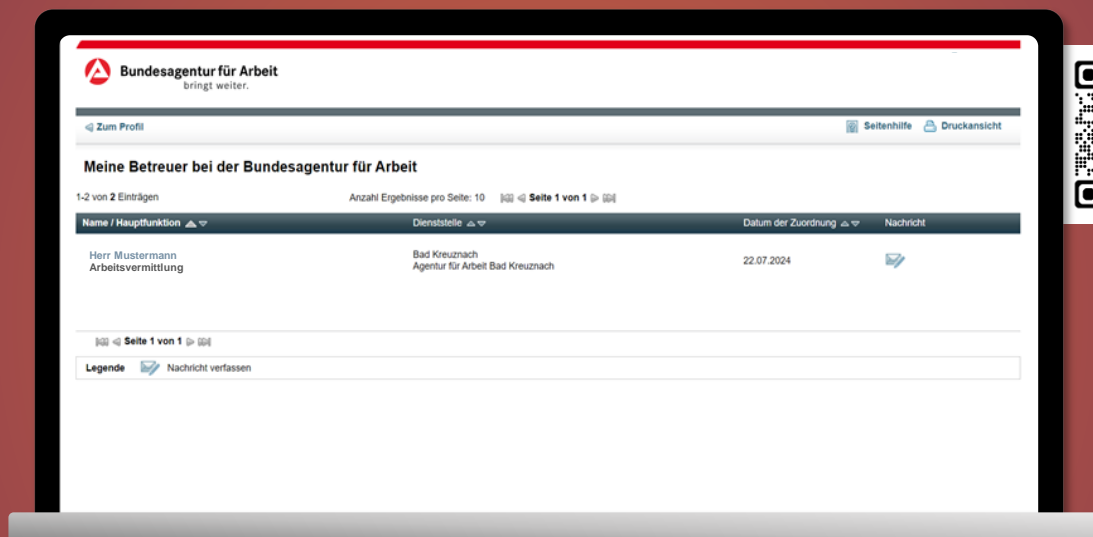 Bundesagentur für Arbeit
bringt weiter.
Zum Profil
Seitenhilfe Druckansicht
Meine Betreuer bei der Bundesagentur für Arbeit
1-2 von 2 Einträgen Anzahl Ergebnisse pro Seite: 10 Seite 1 von 1
Name / Hauptfunktion Dienststelle Datum der Zuordnung Nachricht
Herr Mustermann Bad Kreuznach
Arbeitsvermittlung Agentur für Arbeit Bad Kreuznach 22.07.2024
Seite 1 von 1
Legende Nachricht verfassen